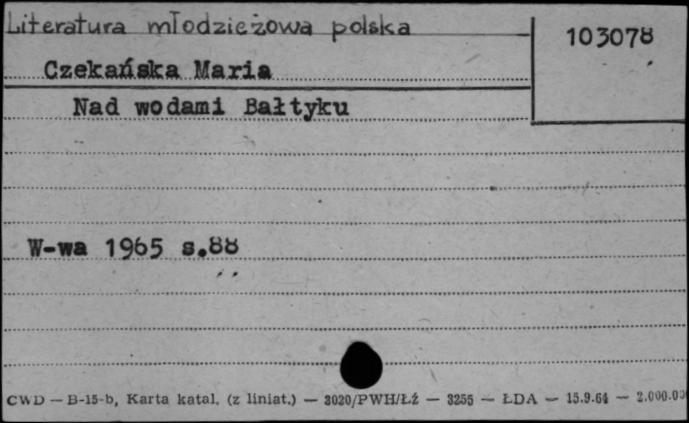 Literatura młodzieżowa polska
103078
Czekańska Maria
Nad wodami Bałtyku
W-wa 1965 s.88
CWD — B-15-b, Karta katal. (z liniat.) — 3020/PWH/ŁŹ — 3255 — ŁDA — 15.9.64 — 2.000.00